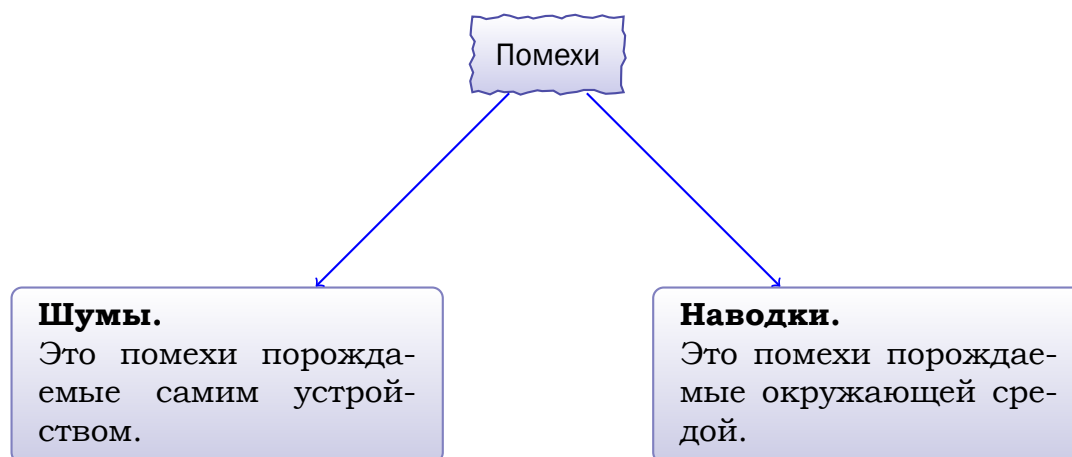 Помехи
Шумы.
Это помехи порожда-
емые самим устрой-
ством.
Наводки.
Это помехи порождае-
мые окружающей сре-
дой.